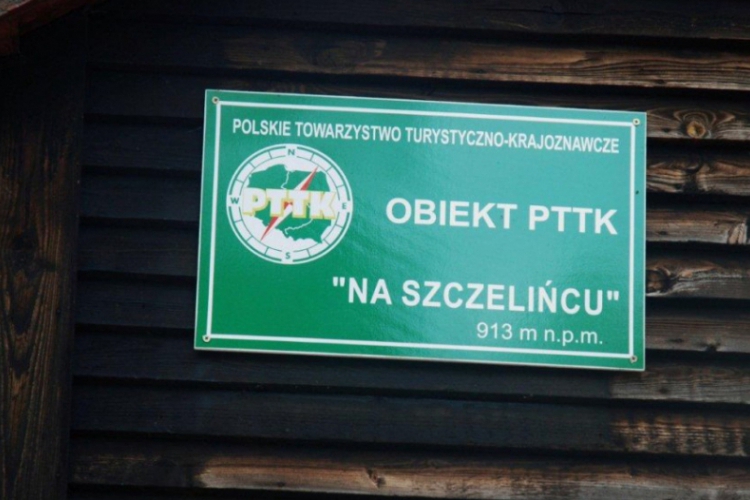 POLSKIE TOWARZYSTWO TURYSTYCZNO-KRAJOZNAWCZE
N
W PTTK E
S
OBIEKT PTTK
"NA SZCZELIŃCU"
913 m n.p.m.